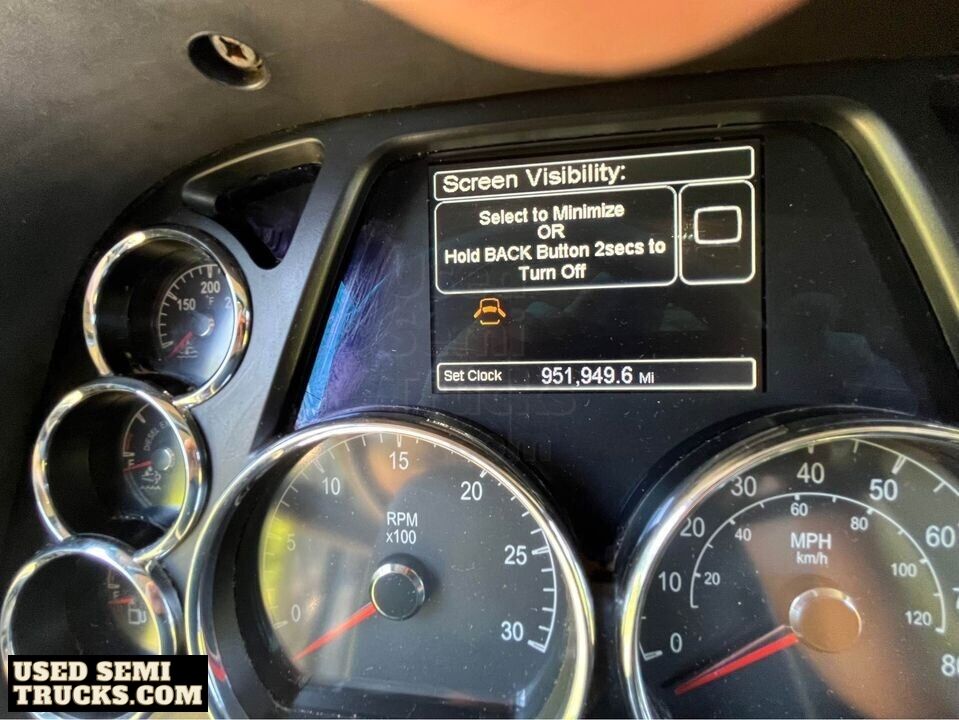 Screen Visibility:
Select to Minimize
OR
Hold BACK Button 2secs to
Turn Off
Set Clock 951,949.6 Mi
200
150 °F
DIESEL
0 5 10 15 20 25 30
RPM
x100
0 10 20 30 40 50 60
20 40 60 80 100 120
MPH
km/h
USED SEMI
TRUCKS.COM